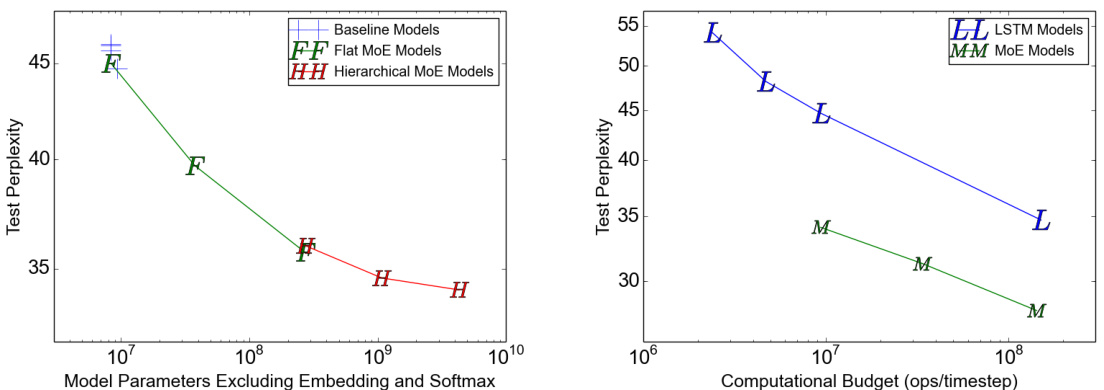 Baseline Models
F F Flat MoE Models
H H Hierarchical MoE Models
45
40
35
F
F
F
H
H
H
10^7
10^8
10^9
10^10
Test Perplexity
Model Parameters Excluding Embedding and Softmax
L L LSTM Models
M M MoE Models
55
50
45
40
35
30
L
L
L
L
M
M
M
10^6
10^7
10^8
Test Perplexity
Computational Budget (ops/timestep)